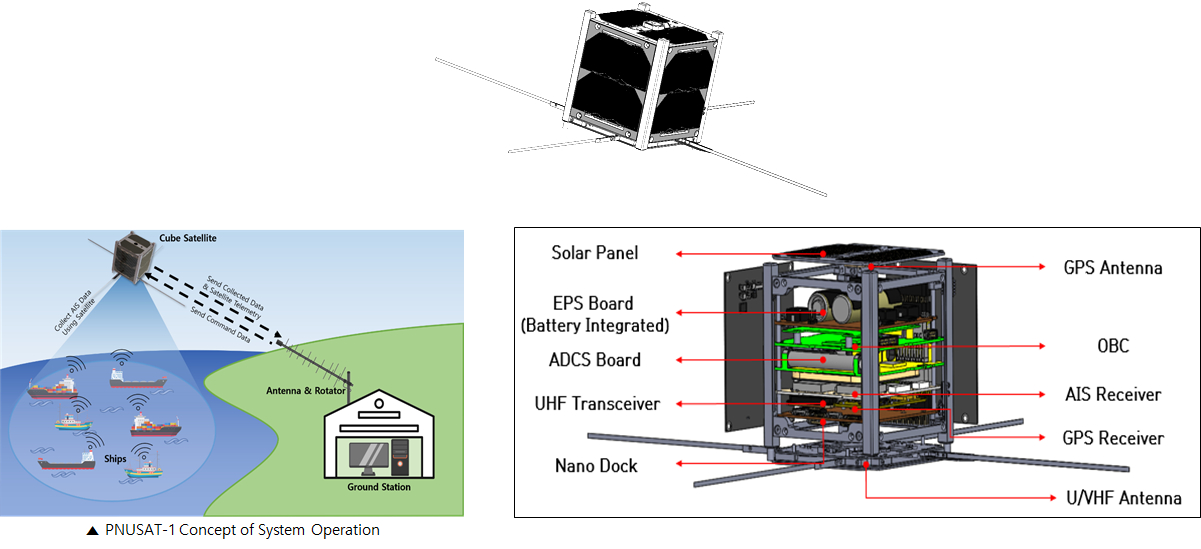 Cube Satellite
Collect AIS Data
Using Satellite
Send Collected Data
& Satellite Telemetry
Send Command Data
Antenna & Rotator
Ships
Ground Station
▲ PNUSAT-1 Concept of System Operation
Solar Panel
EPS Board
(Battery Integrated)
ADCS Board
UHF Transceiver
Nano Dock
GPS Antenna
OBC
AIS Receiver
GPS Receiver
U/VHF Antenna